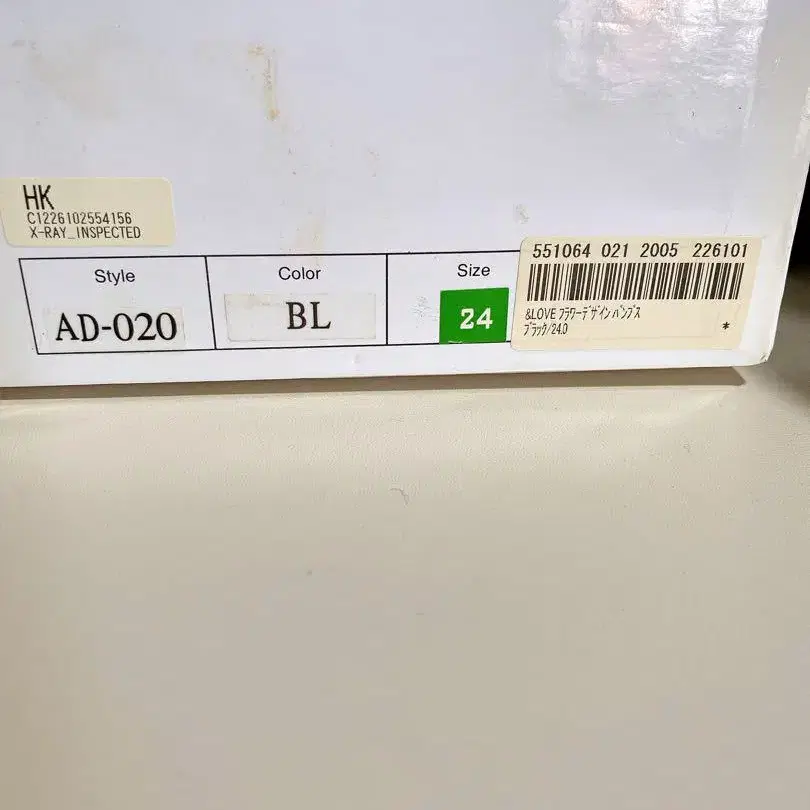 HK
C1226102554156
X-RAY_INSPECTED
Style
AD-020
Color
BL
Size
24
551064 021 2005 226101
&LOVE フラワーデザインパンプス
ブラック/24.0
*